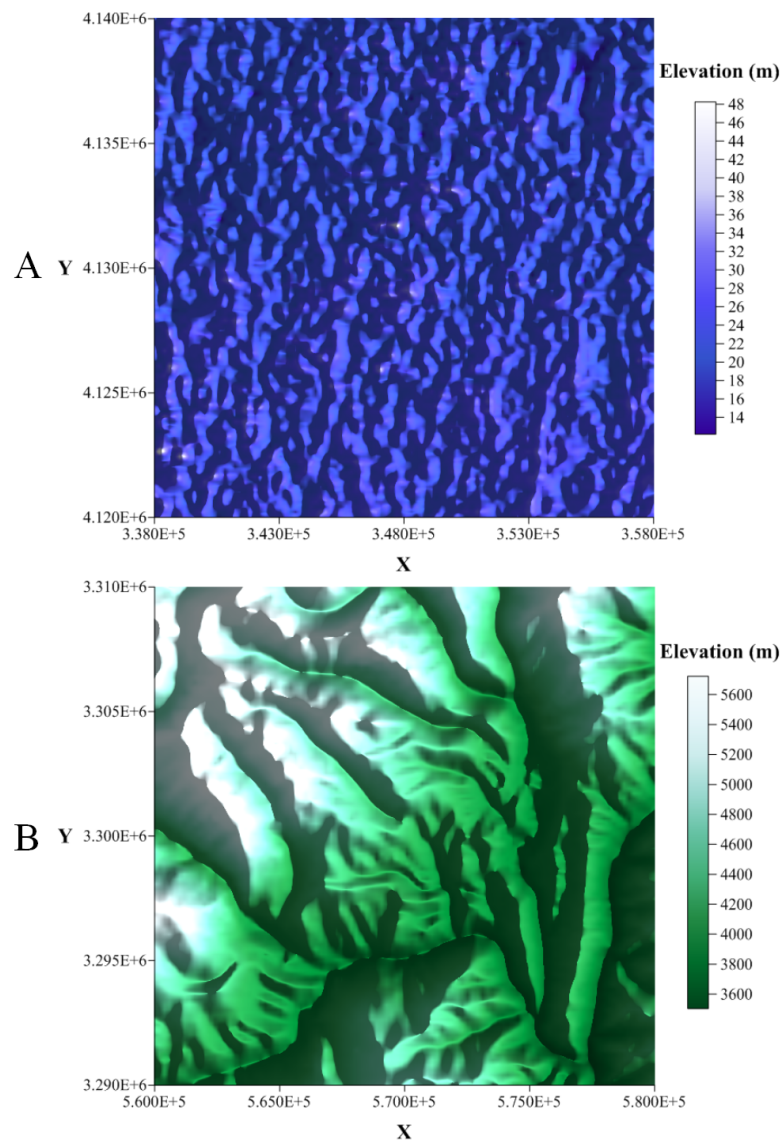 4.140E+6
Elevation (m)
48
46
44
42
40
38
36
34
32
30
28
26
24
22
20
18
16
14
4.135E+6
A
Y
4.130E+6
4.125E+6
4.120E+6
3.380E+5
3.430E+5
3.480E+5
3.530E+5
3.580E+5
X
3.310E+6
Elevation (m)
5600
5400
5200
5000
4800
4600
4400
4200
4000
3800
3600
3.305E+6
B
Y
3.300E+6
3.295E+6
3.290E+6
5.600E+5
5.650E+5
5.700E+5
5.750E+5
5.800E+5
X